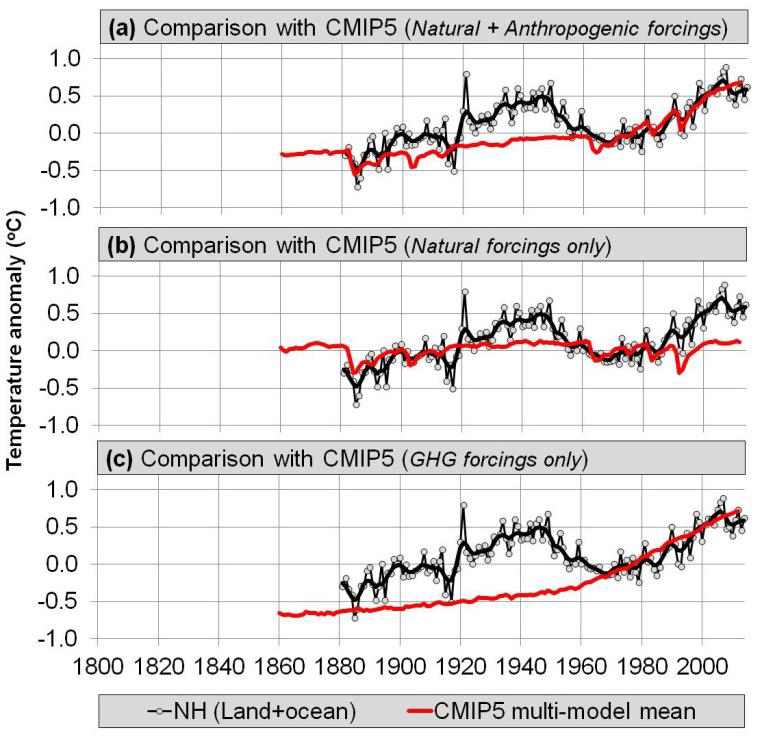 (a) Comparison with CMIP5 (Natural + Anthropogenic forcings)
1.0
0.5
0.0
-0.5
-1.0
(b) Comparison with CMIP5 (Natural forcings only)
1.0
0.5
0.0
-0.5
-1.0
Temperature anomaly (ºC)
(c) Comparison with CMIP5 (GHG forcings only)
1.0
0.5
0.0
-0.5
-1.0
1800 1820 1840 1860 1880 1900 1920 1940 1960 1980 2000
NH (Land+ocean) CMIP5 multi-model mean